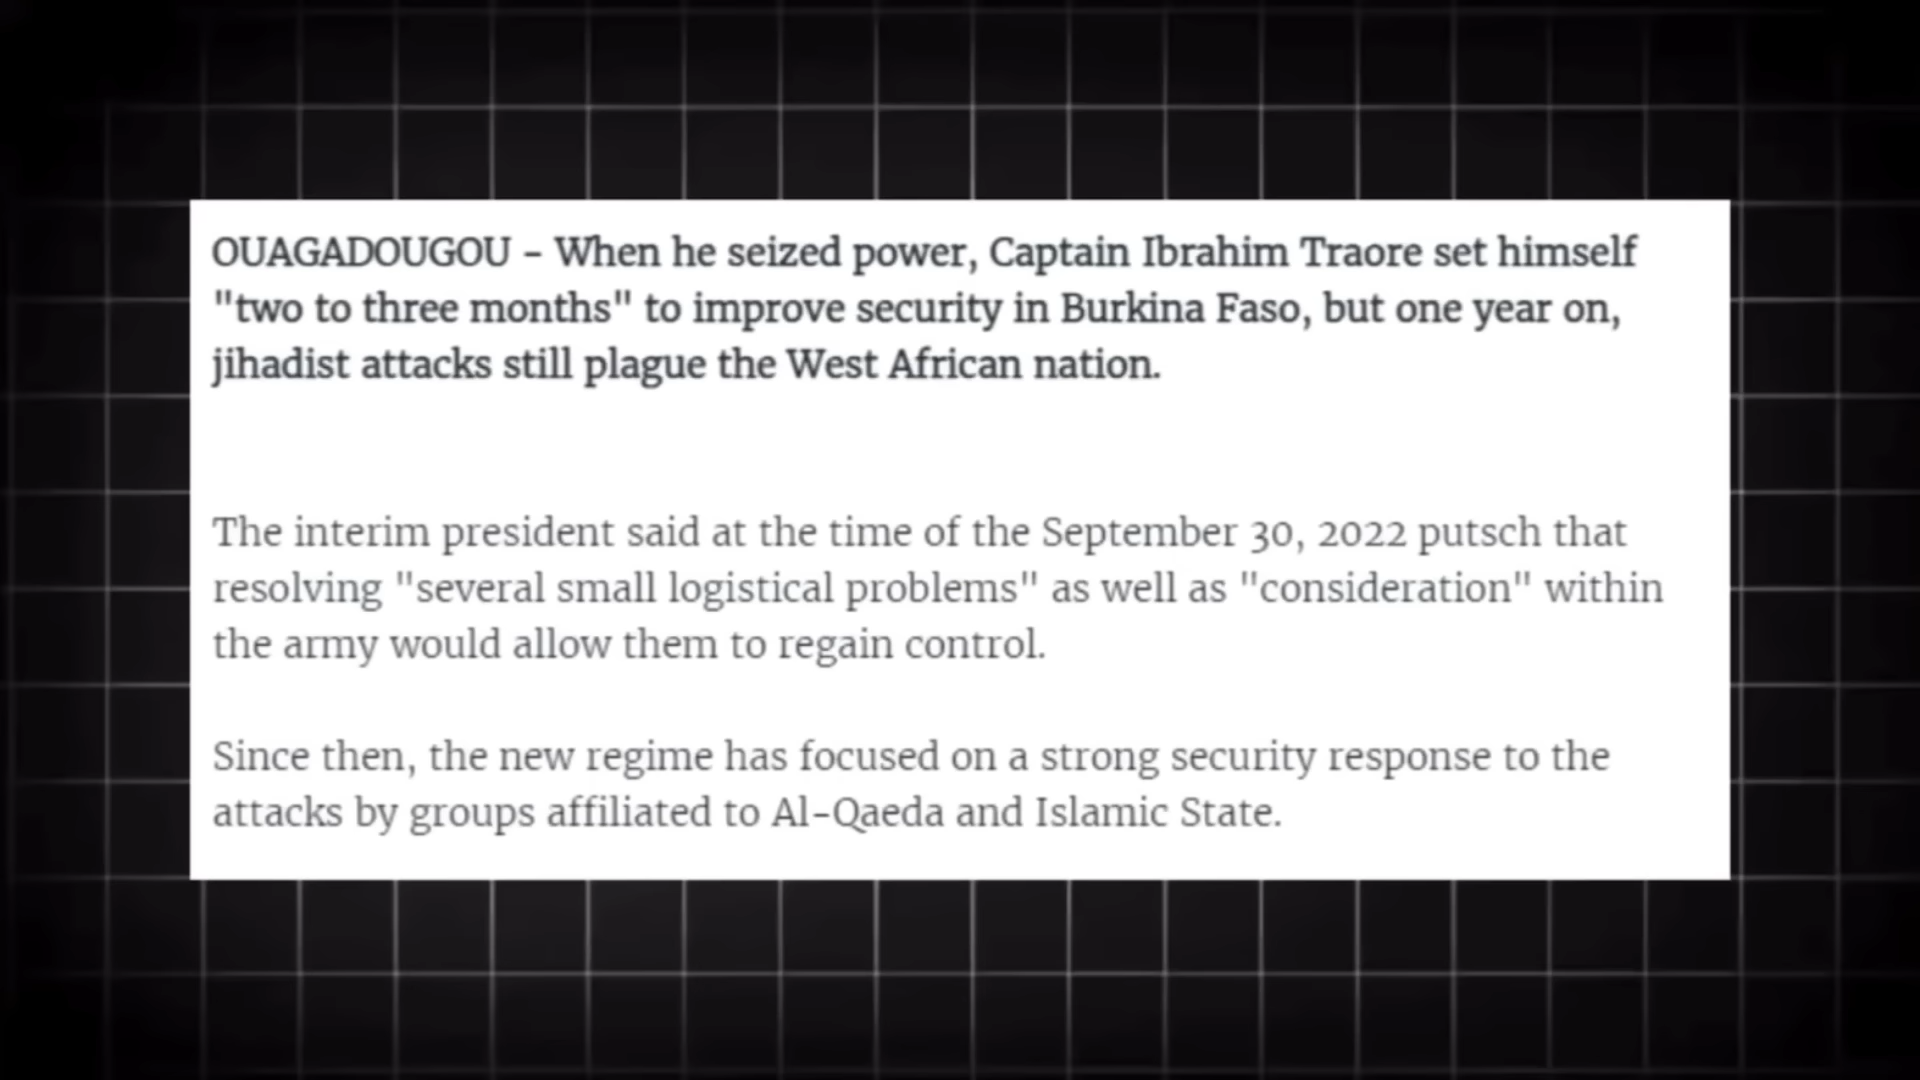 OUAGADOUGOU – When he seized power, Captain Ibrahim Traore set himself
"two to three months" to improve security in Burkina Faso, but one year on,
jihadist attacks still plague the West African nation.
The interim president said at the time of the September 30, 2022 putsch that
resolving "several small logistical problems" as well as "consideration" within
the army would allow them to regain control.
Since then, the new regime has focused on a strong security response to the
attacks by groups affiliated to Al-Qaeda and Islamic State.